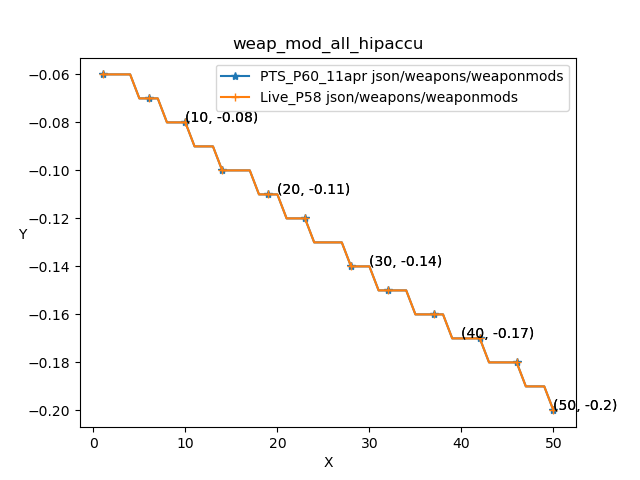 weap_mod_all_hipaccu
PTS_P60_11apr json/weapons/weaponmods
Live_P58 json/weapons/weaponmods
−0.06
−0.08
−0.10
−0.12
−0.14
−0.16
−0.18
−0.20
Y
(10, -0.08)
(20, -0.11)
(30, -0.14)
(40, -0.17)
(50, -0.2)
0 10 20 30 40 50
X